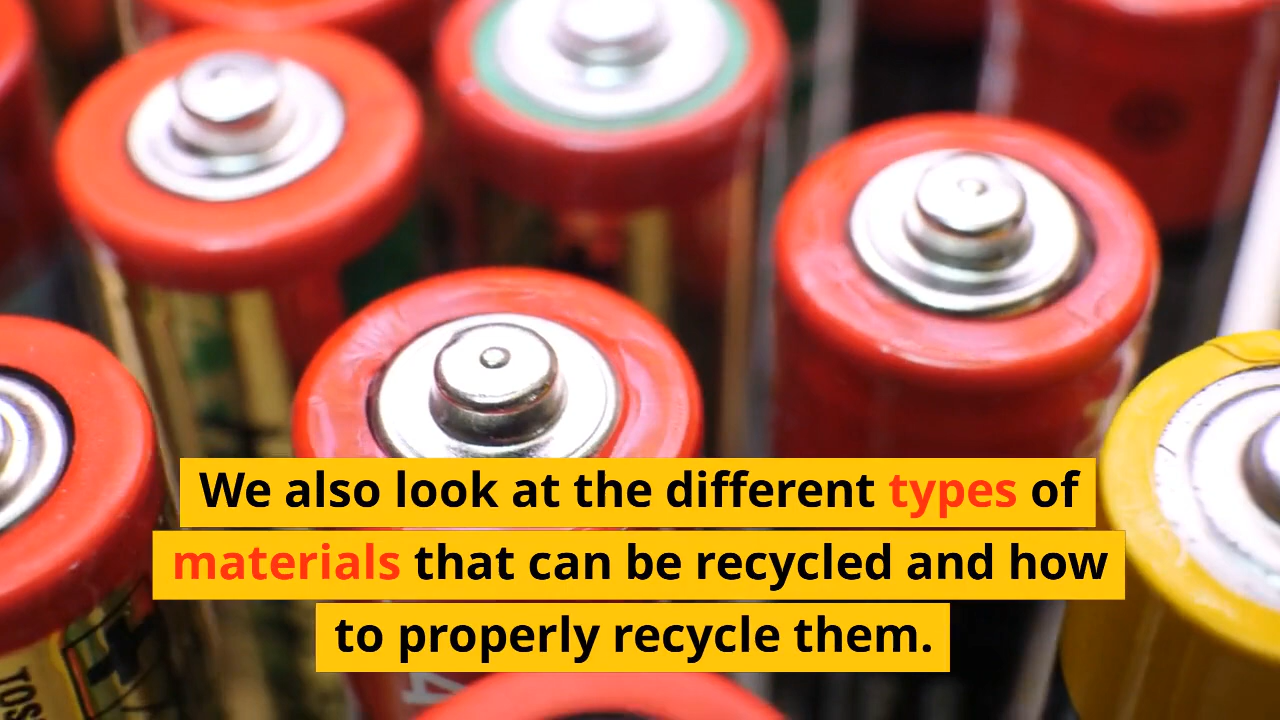 We also look at the different types of
materials that can be recycled and how
to properly recycle them.
4